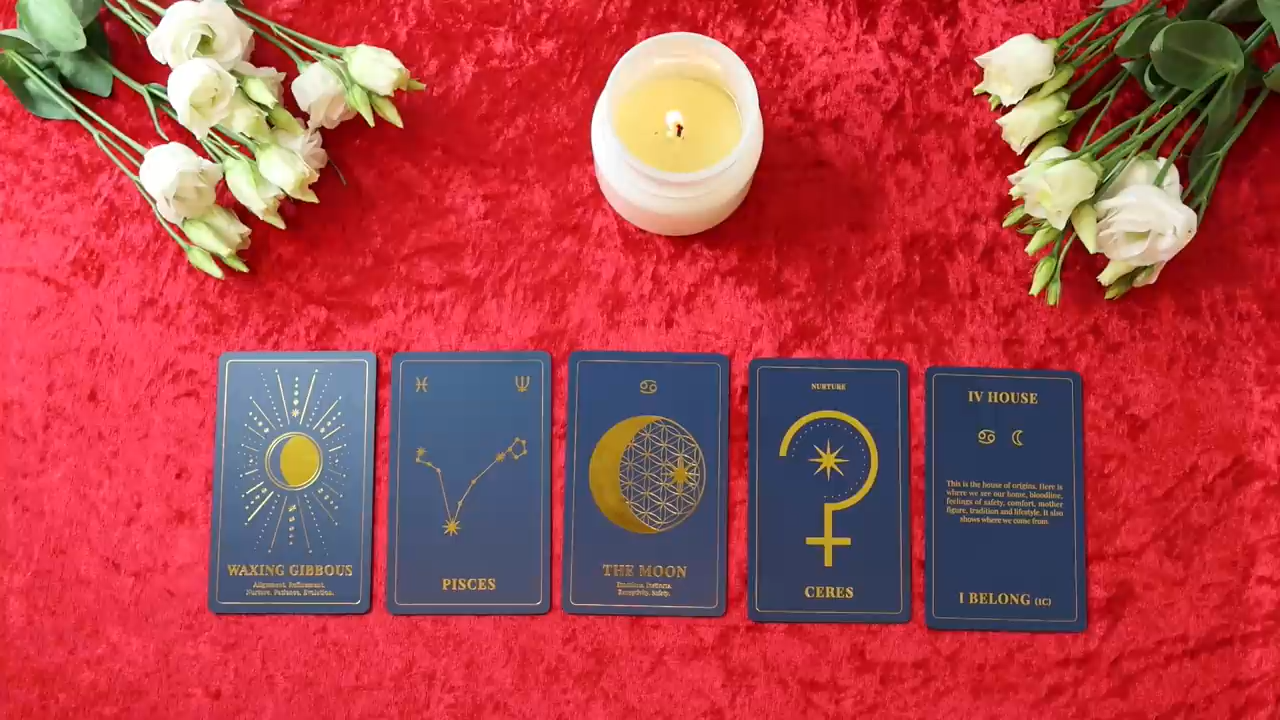 WAXING GIBBOUS
Alignment. Refinement.
Nurture. Patience. Evolution.
PISCES
THE MOON
Emotions. Instincts.
Receptivity. Safety.
NURTURE
CERES
IV HOUSE
This is the house of origins. Here is
where we see our home, bloodline,
feelings of safety, comfort, mother
figure, tradition and lifestyle. It also
shows where we come from.
I BELONG (IC)